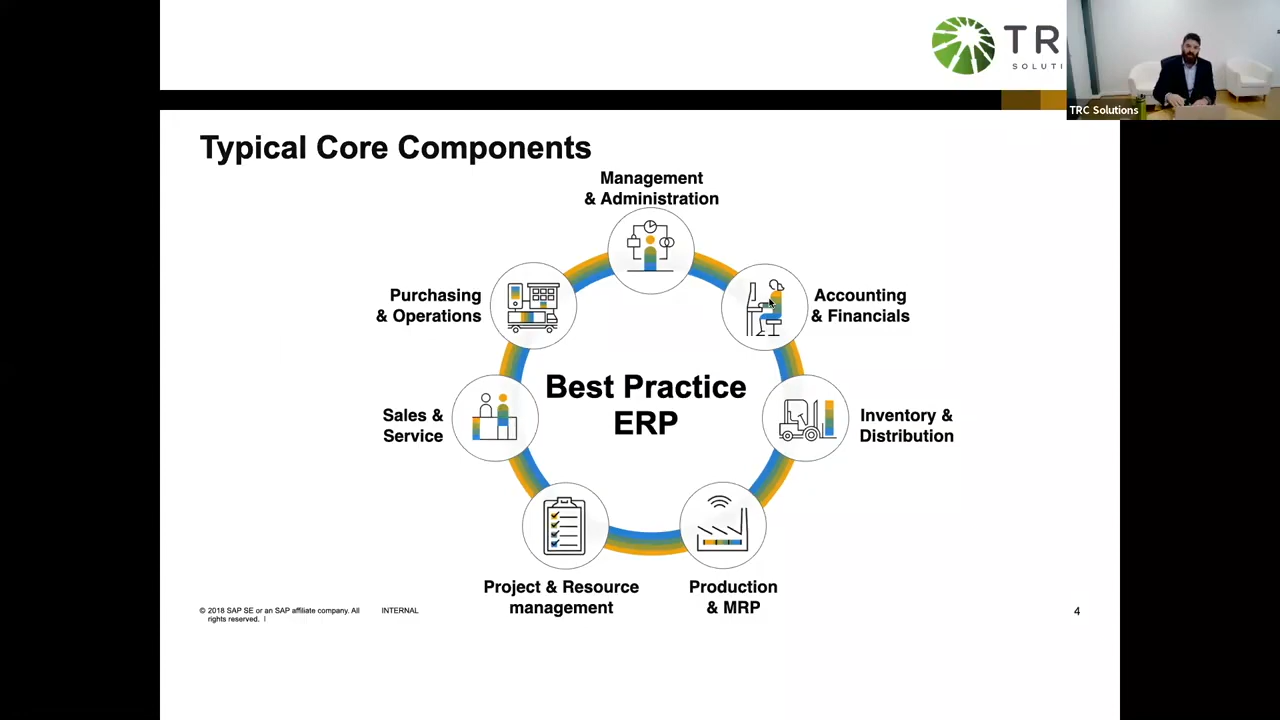 TR
SOLUTI
TRC Solutions
Typical Core Components
Management
& Administration
Purchasing
& Operations
Accounting
& Financials
Best Practice
ERP
Sales &
Service
Inventory &
Distribution
Project & Resource
management
Production
& MRP
© 2018 SAP SE or an SAP affiliate company. All
rights reserved. |
INTERNAL
4